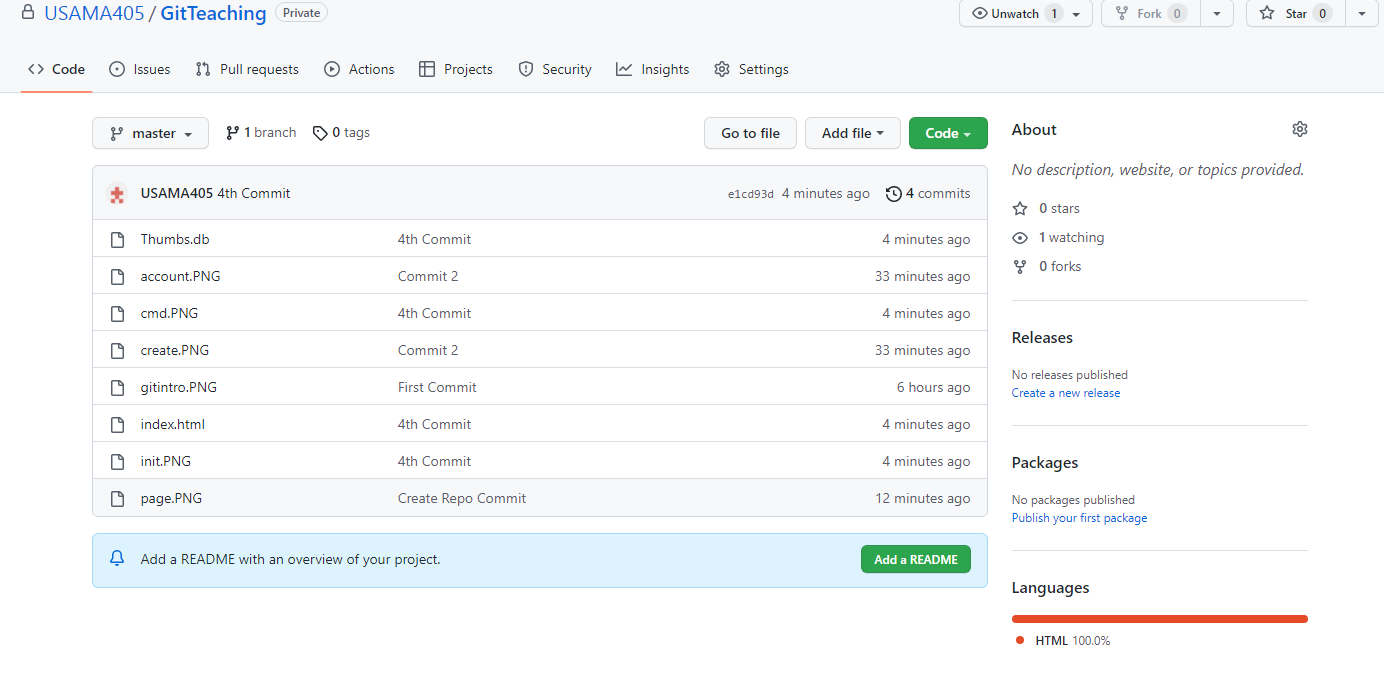 USAMA405 / GitTeaching Private
Unwatch 1 Fork 0 Star 0
Code Issues Pull requests Actions Projects Security Insights Settings
master 1 branch 0 tags Go to file Add file Code
USAMA405 4th Commit e1cd93d 4 minutes ago 4 commits
Thumbs.db 4th Commit 4 minutes ago
account.PNG Commit 2 33 minutes ago
cmd.PNG 4th Commit 4 minutes ago
create.PNG Commit 2 33 minutes ago
gitintro.PNG First Commit 6 hours ago
index.html 4th Commit 4 minutes ago
init.PNG 4th Commit 4 minutes ago
page.PNG Create Repo Commit 12 minutes ago
Add a README with an overview of your project. Add a README
About
No description, website, or topics provided.
0 stars
1 watching
0 forks
Releases
No releases published
Create a new release
Packages
No packages published
Publish your first package
Languages
HTML 100.0%